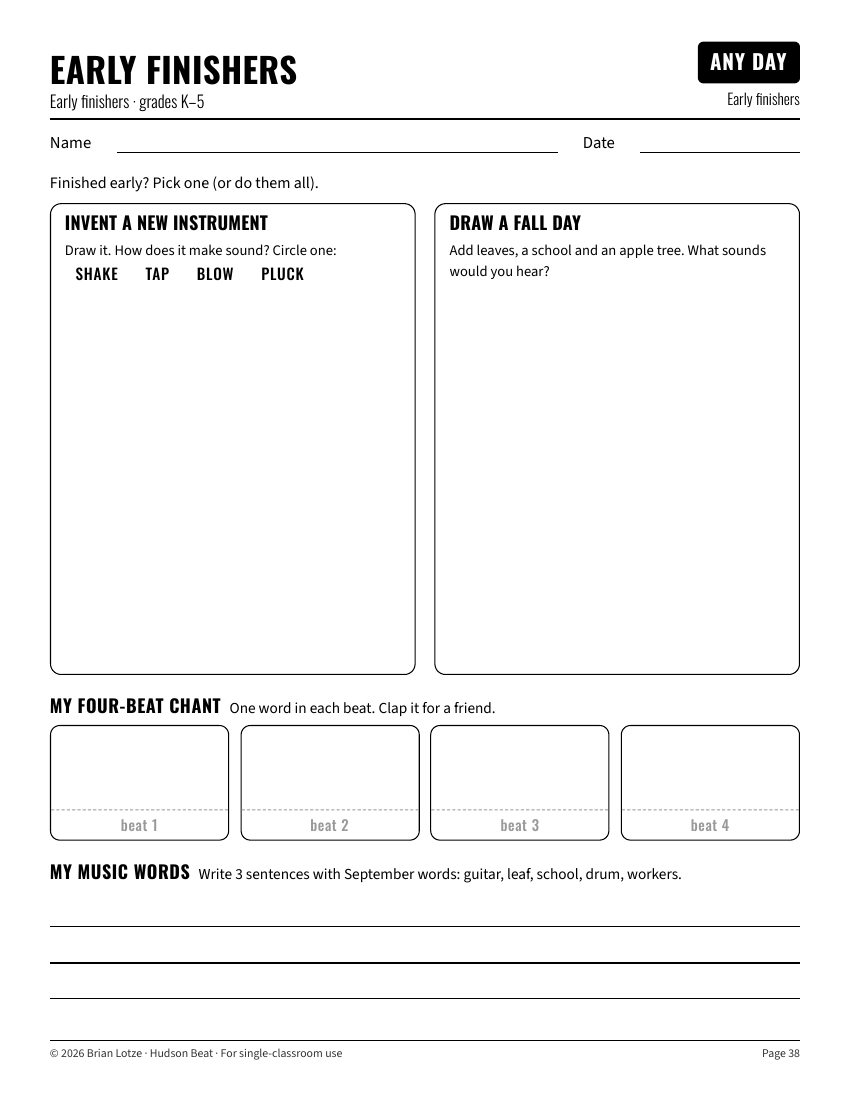 EARLY FINISHERS
ANY DAY
Early finishers · grades K–5
Early finishers
Name
Date
Finished early? Pick one (or do them all).
INVENT A NEW INSTRUMENT
Draw it. How does it make sound? Circle one:
SHAKE TAP BLOW PLUCK
DRAW A FALL DAY
Add leaves, a school and an apple tree. What sounds
would you hear?
MY FOUR-BEAT CHANT One word in each beat. Clap it for a friend.
beat 1 beat 2 beat 3 beat 4
MY MUSIC WORDS Write 3 sentences with September words: guitar, leaf, school, drum, workers.
© 2026 Brian Lotze · Hudson Beat · For single-classroom use
Page 38